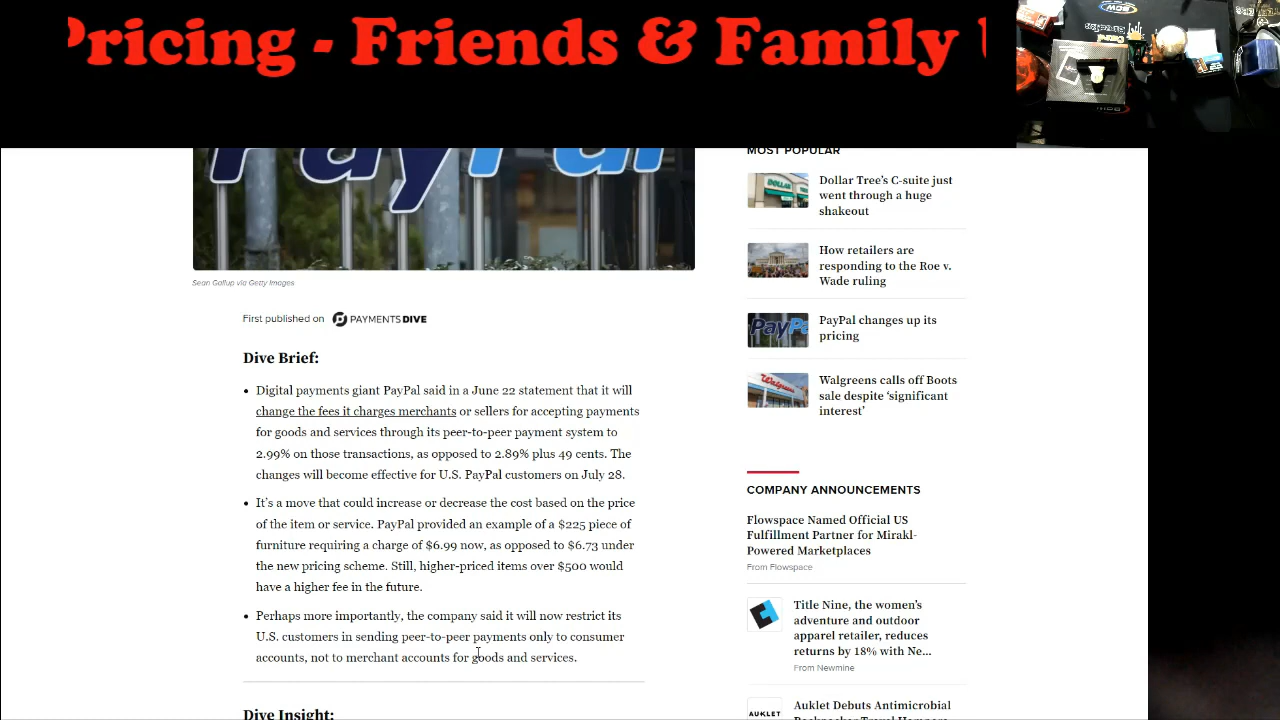 Pricing - Friends & Family
PayPal
MOST POPULAR
Dollar Tree's C-suite just
went through a huge
shakeout
How retailers are
responding to the Roe v.
Wade ruling
PayPal changes up its
pricing
Walgreens calls off Boots
sale despite ‘significant
interest’
Sean Gallup via Getty Images
First published on PAYMENTS DIVE
Dive Brief:
• Digital payments giant PayPal said in a June 22 statement that it will
change the fees it charges merchants or sellers for accepting payments
for goods and services through its peer-to-peer payment system to
2.99% on those transactions, as opposed to 2.89% plus 49 cents. The
changes will become effective for U.S. PayPal customers on July 28.
• It’s a move that could increase or decrease the cost based on the price
of the item or service. PayPal provided an example of a $225 piece of
furniture requiring a charge of $6.99 now, as opposed to $6.73 under
the new pricing scheme. Still, higher-priced items over $500 would
have a higher fee in the future.
• Perhaps more importantly, the company said it will now restrict its
U.S. customers in sending peer-to-peer payments only to consumer
accounts, not to merchant accounts for goods and services.
Dive Insight:
COMPANY ANNOUNCEMENTS
Flowspace Named Official US
Fulfillment Partner for Mirakl-
Powered Marketplaces
From Flowspace
Title Nine, the women’s
adventure and outdoor
apparel retailer, reduces
returns by 18% with Ne...
From Newmine
AUKLET
Auklet Debuts Antimicrobial